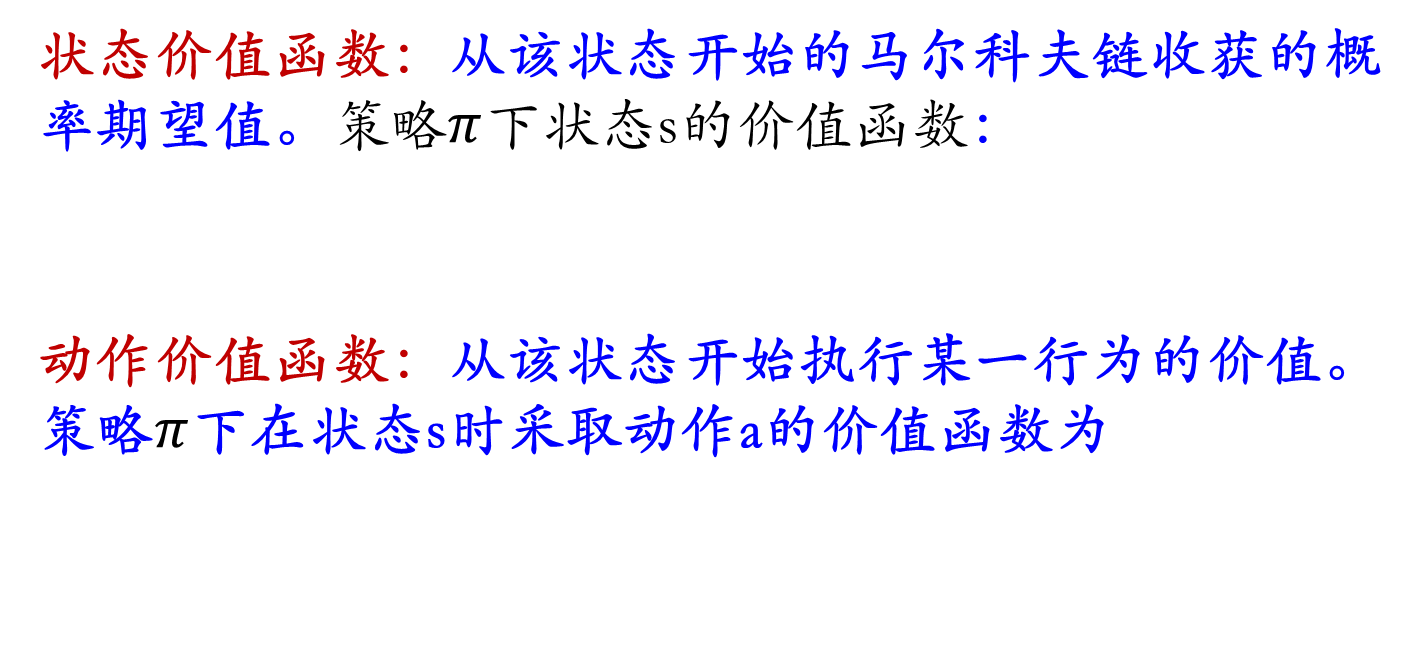 状态价值函数：从该状态开始的马尔科夫链收获的概
率期望值。策略π下状态s的价值函数:
动作价值函数：从该状态开始执行某一行为的价值。
策略π下在状态s时采取动作a的价值函数为